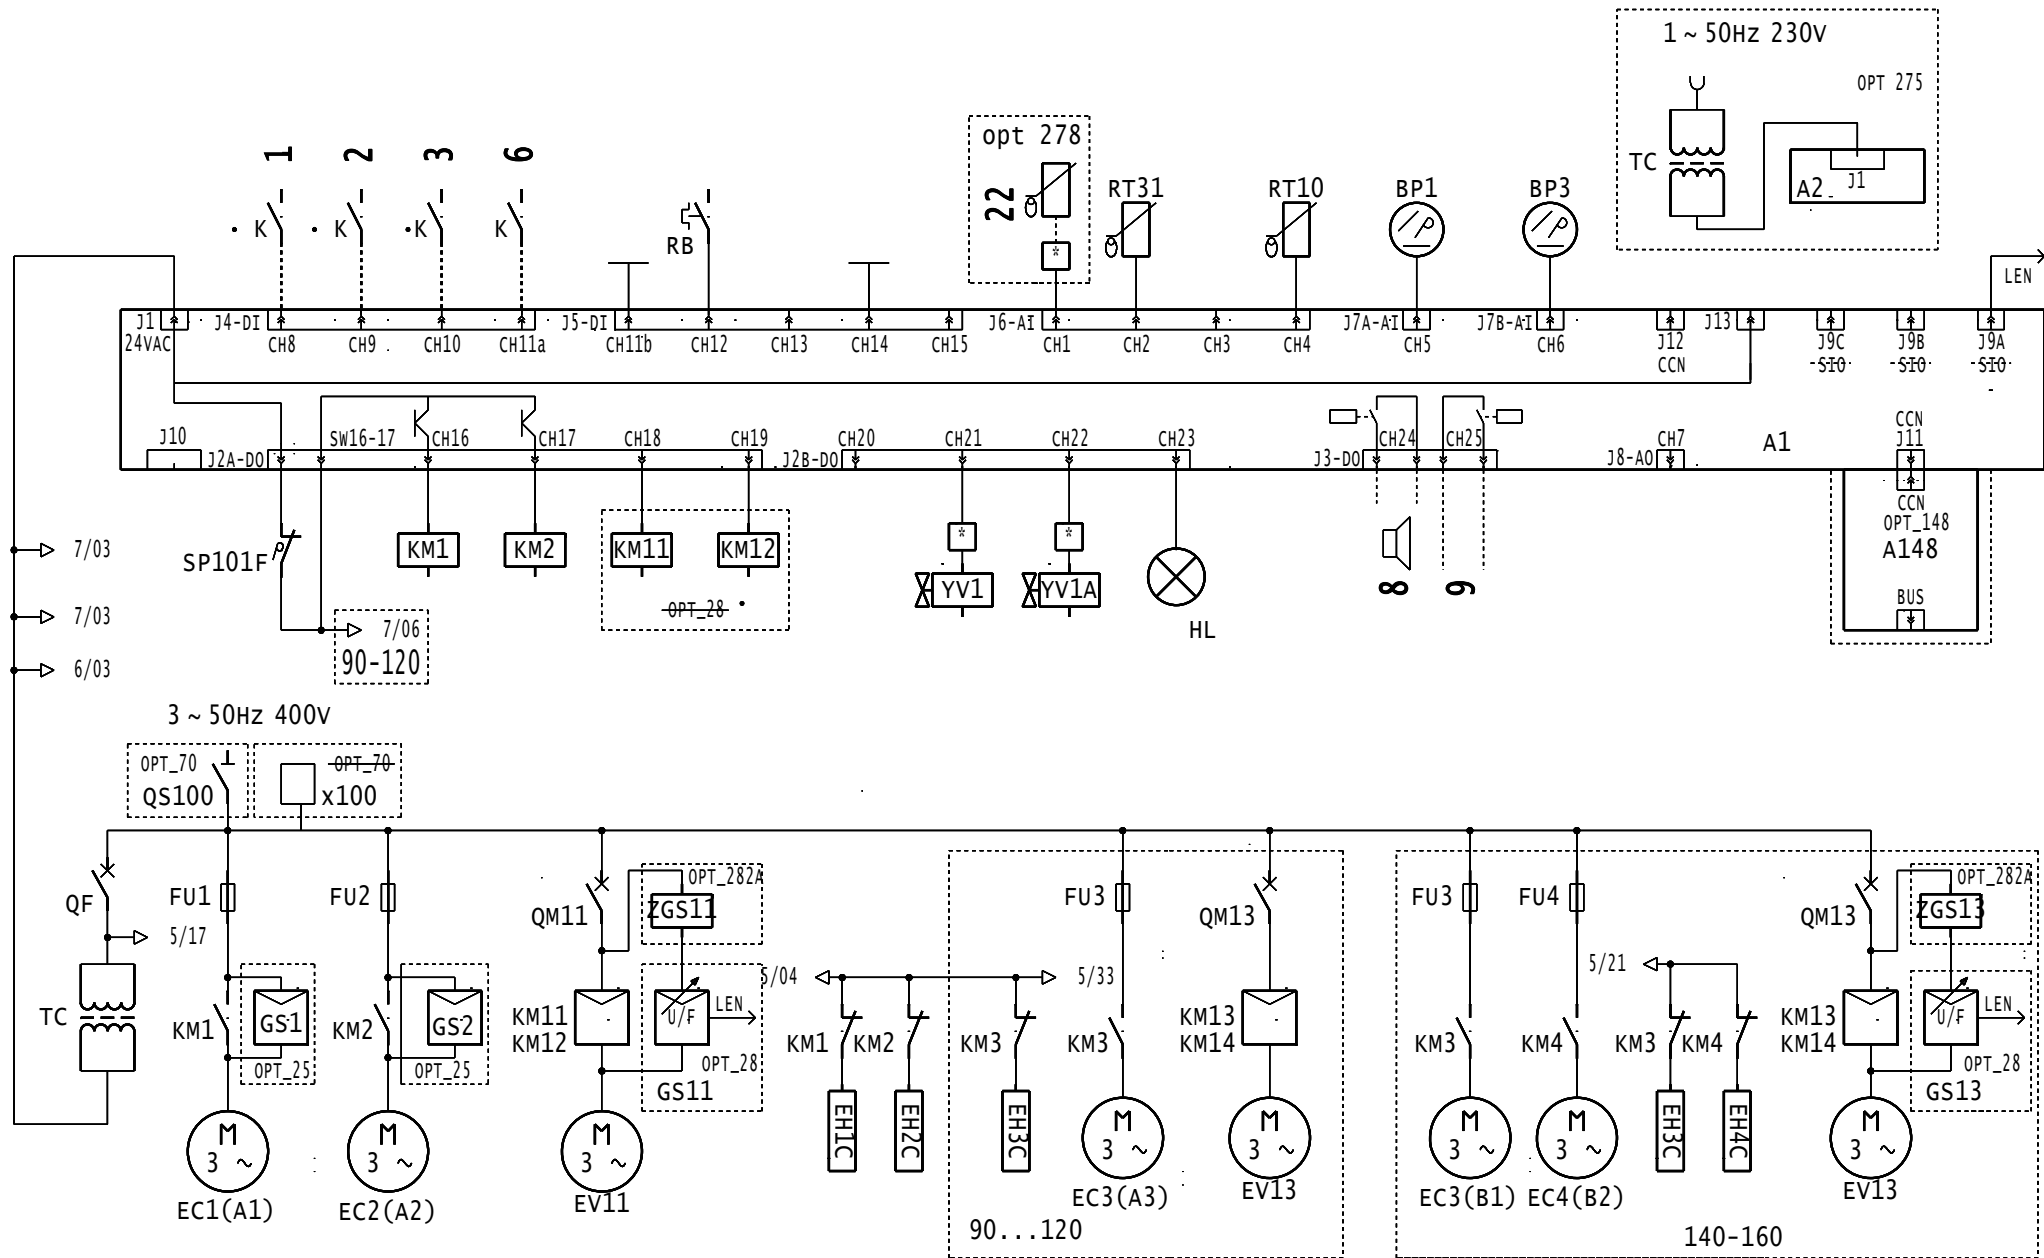 1 ~ 50Hz 230V
OPT 275
TC
A2
J1
opt 278
22
*
1
2
3
6
K
K
K
K
RB
RT31
RT10
BP1
BP3
LEN
J1
J4-DI
J5-DI
J6-AI
J7A-AI
J7B-AI
J12
J13
J9C
J9B
J9A
24VAC
CH8
CH9
CH10
CH11a
CH11b
CH12
CH13
CH14
CH15
CH1
CH2
CH3
CH4
CH5
CH6
CCN
SIO
SIO
SIO
J10
J2A-DO
SW16-17
CH16
CH17
CH18
CH19
J2B-DO
CH20
CH21
CH22
CH23
J3-DO
CH24
CH25
J8-AO
CH7
A1
CCN
J11
CCN
OPT_148
A148
BUS
SP101F
KM1
KM2
KM11
KM12
OPT_28
*
*
YV1
YV1A
HL
8
9
7/03
7/03
6/03
7/06
90-120
3 ~ 50Hz 400V
OPT_70
QS100
OPT_70
x100
QF
5/17
TC
FU1
KM1
GS1
OPT_25
M
3 ~
EC1(A1)
FU2
KM2
GS2
OPT_25
M
3 ~
EC2(A2)
QM11
KM11
KM12
M
3 ~
EV11
OPT_282A
ZGS11
U/F
LEN
OPT_28
GS11
5/04
5/33
KM1
KM2
KM3
EH1C
EH2C
EH3C
FU3
KM3
M
3 ~
EC3(A3)
QM13
KM13
KM14
M
3 ~
EV13
90...120
FU3
KM3
M
3 ~
EC3(B1)
FU4
KM4
M
3 ~
EC4(B2)
5/21
KM3
KM4
EH3C
EH4C
QM13
KM13
KM14
M
3 ~
EV13
OPT_282A
ZGS13
U/F
LEN
OPT_28
GS13
140-160